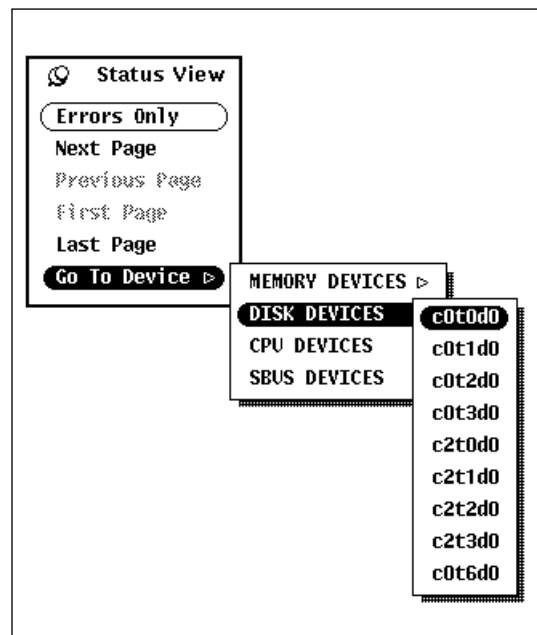 Status View
Errors Only
Next Page
Previous Page
First Page
Last Page
Go To Device
MEMORY DEVICES
DISK DEVICES
CPU DEVICES
SBUS DEVICES
c0t0d0
c0t1d0
c0t2d0
c0t3d0
c2t0d0
c2t1d0
c2t2d0
c2t3d0
c0t6d0